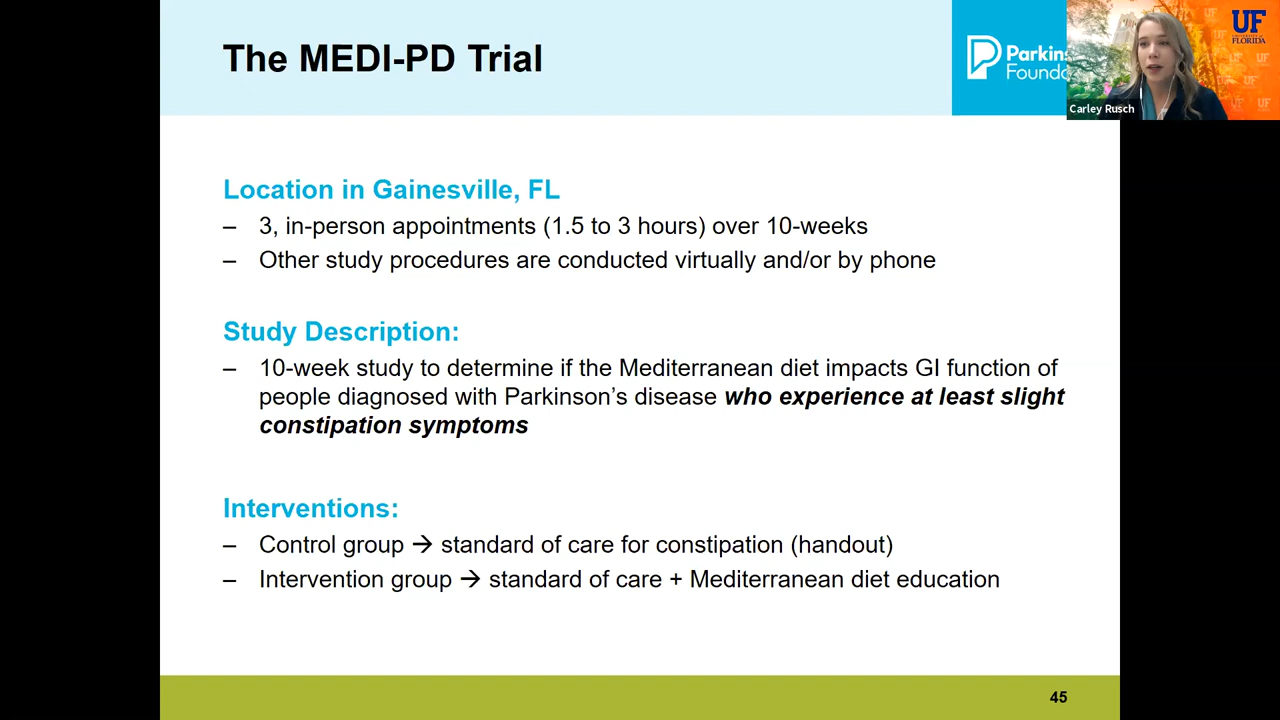 The MEDI-PD Trial
Parkins
Founda
UF
UNIVERSITY of
FLORIDA
Carley Rusch
Location in Gainesville, FL
– 3, in-person appointments (1.5 to 3 hours) over 10-weeks
– Other study procedures are conducted virtually and/or by phone
Study Description:
– 10-week study to determine if the Mediterranean diet impacts GI function of
people diagnosed with Parkinson’s disease who experience at least slight
constipation symptoms
Interventions:
– Control group → standard of care for constipation (handout)
– Intervention group → standard of care + Mediterranean diet education
45